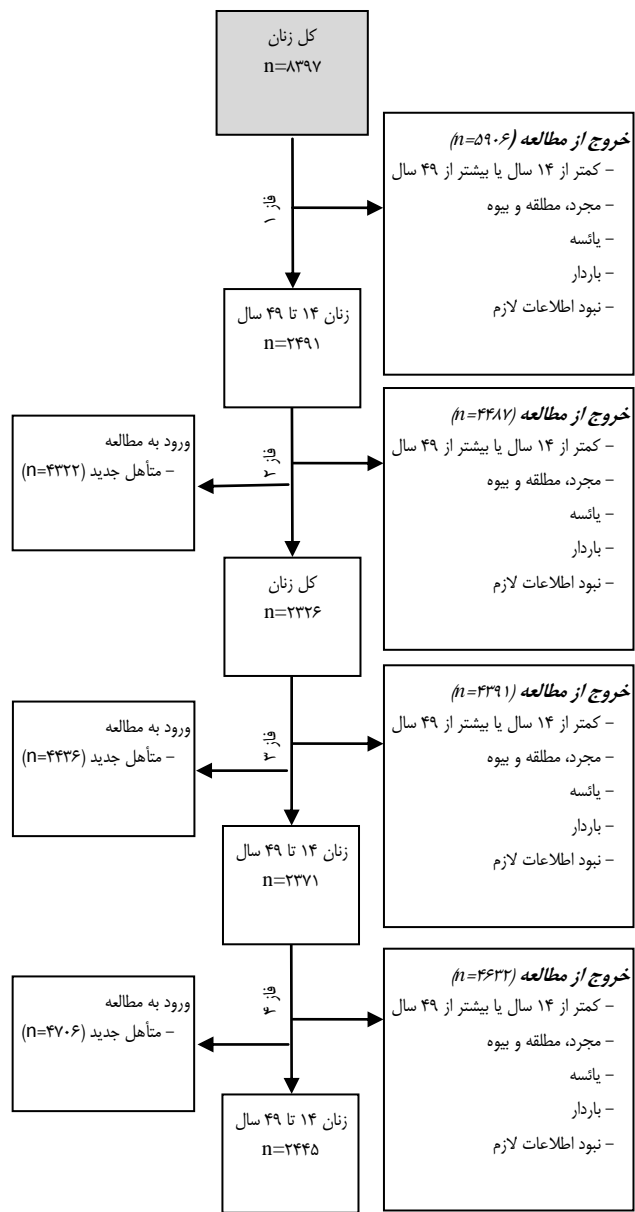 کل زنان
n=۸۳۹۷
خروج از مطالعه (n=۵۹۰۶)
- کمتر از ۱۴ سال یا بیشتر از ۴۹ سال
- مجرد، مطلقه و بیوه
- یائسه
- باردار
- نبود اطلاعات لازم
فاز ۱
زنان ۱۴ تا ۴۹ سال
n=۲۴۹۱
خروج از مطالعه (n=۴۴۸۷)
- کمتر از ۱۴ سال یا بیشتر از ۴۹ سال
- مجرد، مطلقه و بیوه
- یائسه
- باردار
- نبود اطلاعات لازم
فاز ۲
ورود به مطالعه
- متأهل جدید (n=۴۳۲۲)
کل زنان
n=۲۳۲۶
خروج از مطالعه (n=۴۳۹۱)
- کمتر از ۱۴ سال یا بیشتر از ۴۹ سال
- مجرد، مطلقه و بیوه
- یائسه
- باردار
- نبود اطلاعات لازم
فاز ۳
ورود به مطالعه
- متأهل جدید (n=۴۴۳۶)
زنان ۱۴ تا ۴۹ سال
n=۲۳۷۱
خروج از مطالعه (n=۴۶۳۲)
- کمتر از ۱۴ سال یا بیشتر از ۴۹ سال
- مجرد، مطلقه و بیوه
- یائسه
- باردار
- نبود اطلاعات لازم
فاز ۴
ورود به مطالعه
- متأهل جدید (n=۴۷۰۶)
زنان ۱۴ تا ۴۹ سال
n=۲۴۴۵